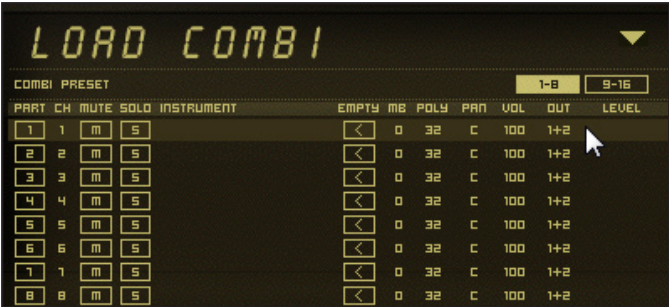 LOAD COMBI
COMBI PRESET 1-8 9-16
PART CH MUTE SOLO INSTRUMENT EMPTY MB POLY PAN VOL OUT LEVEL
1 1 M S < 0 32 C 100 1+2
2 2 M S < 0 32 C 100 1+2
3 3 M S < 0 32 C 100 1+2
4 4 M S < 0 32 C 100 1+2
5 5 M S < 0 32 C 100 1+2
6 6 M S < 0 32 C 100 1+2
7 7 M S < 0 32 C 100 1+2
8 8 M S < 0 32 C 100 1+2